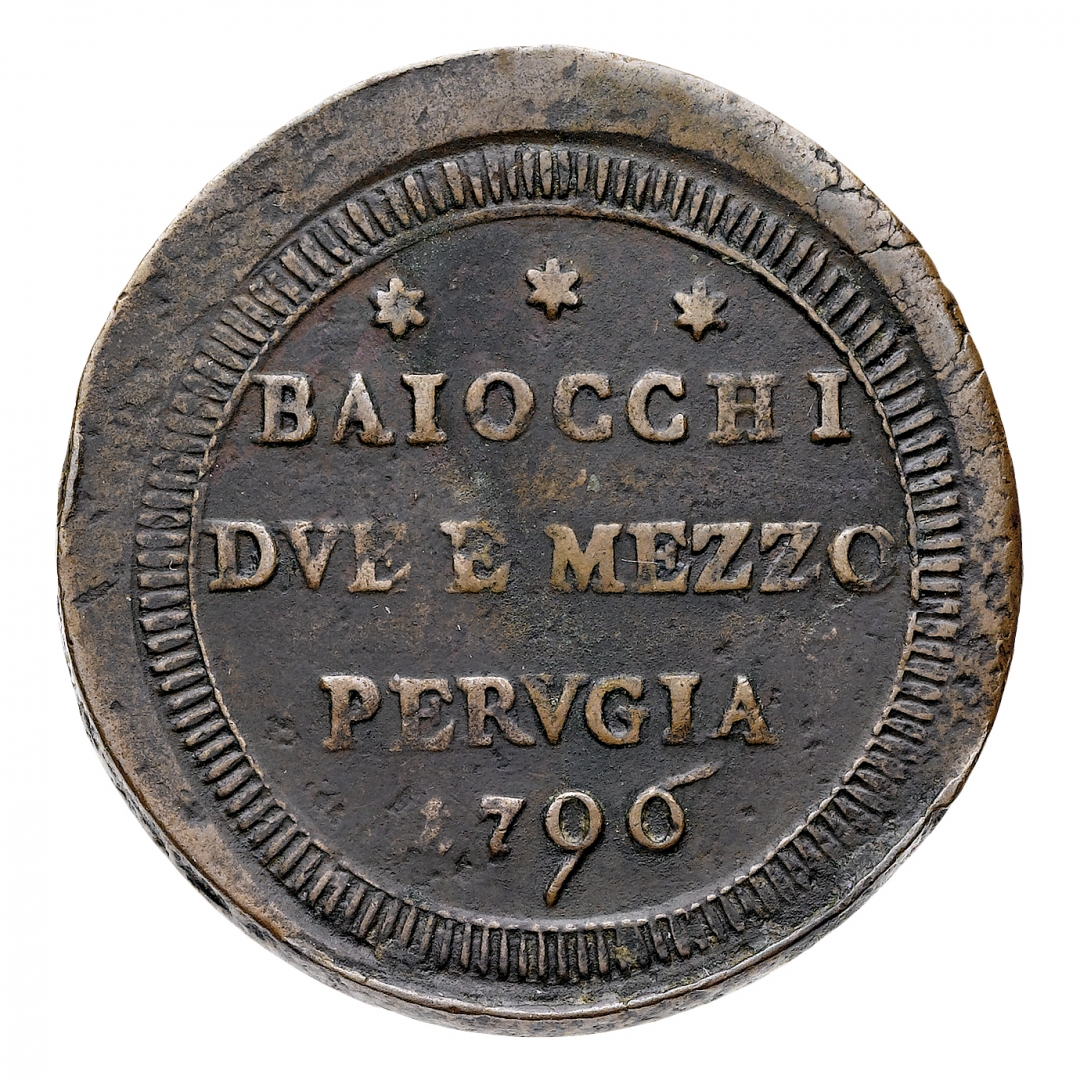 BAIOCCHI
DVE E MEZZO
PERVGIA
1796